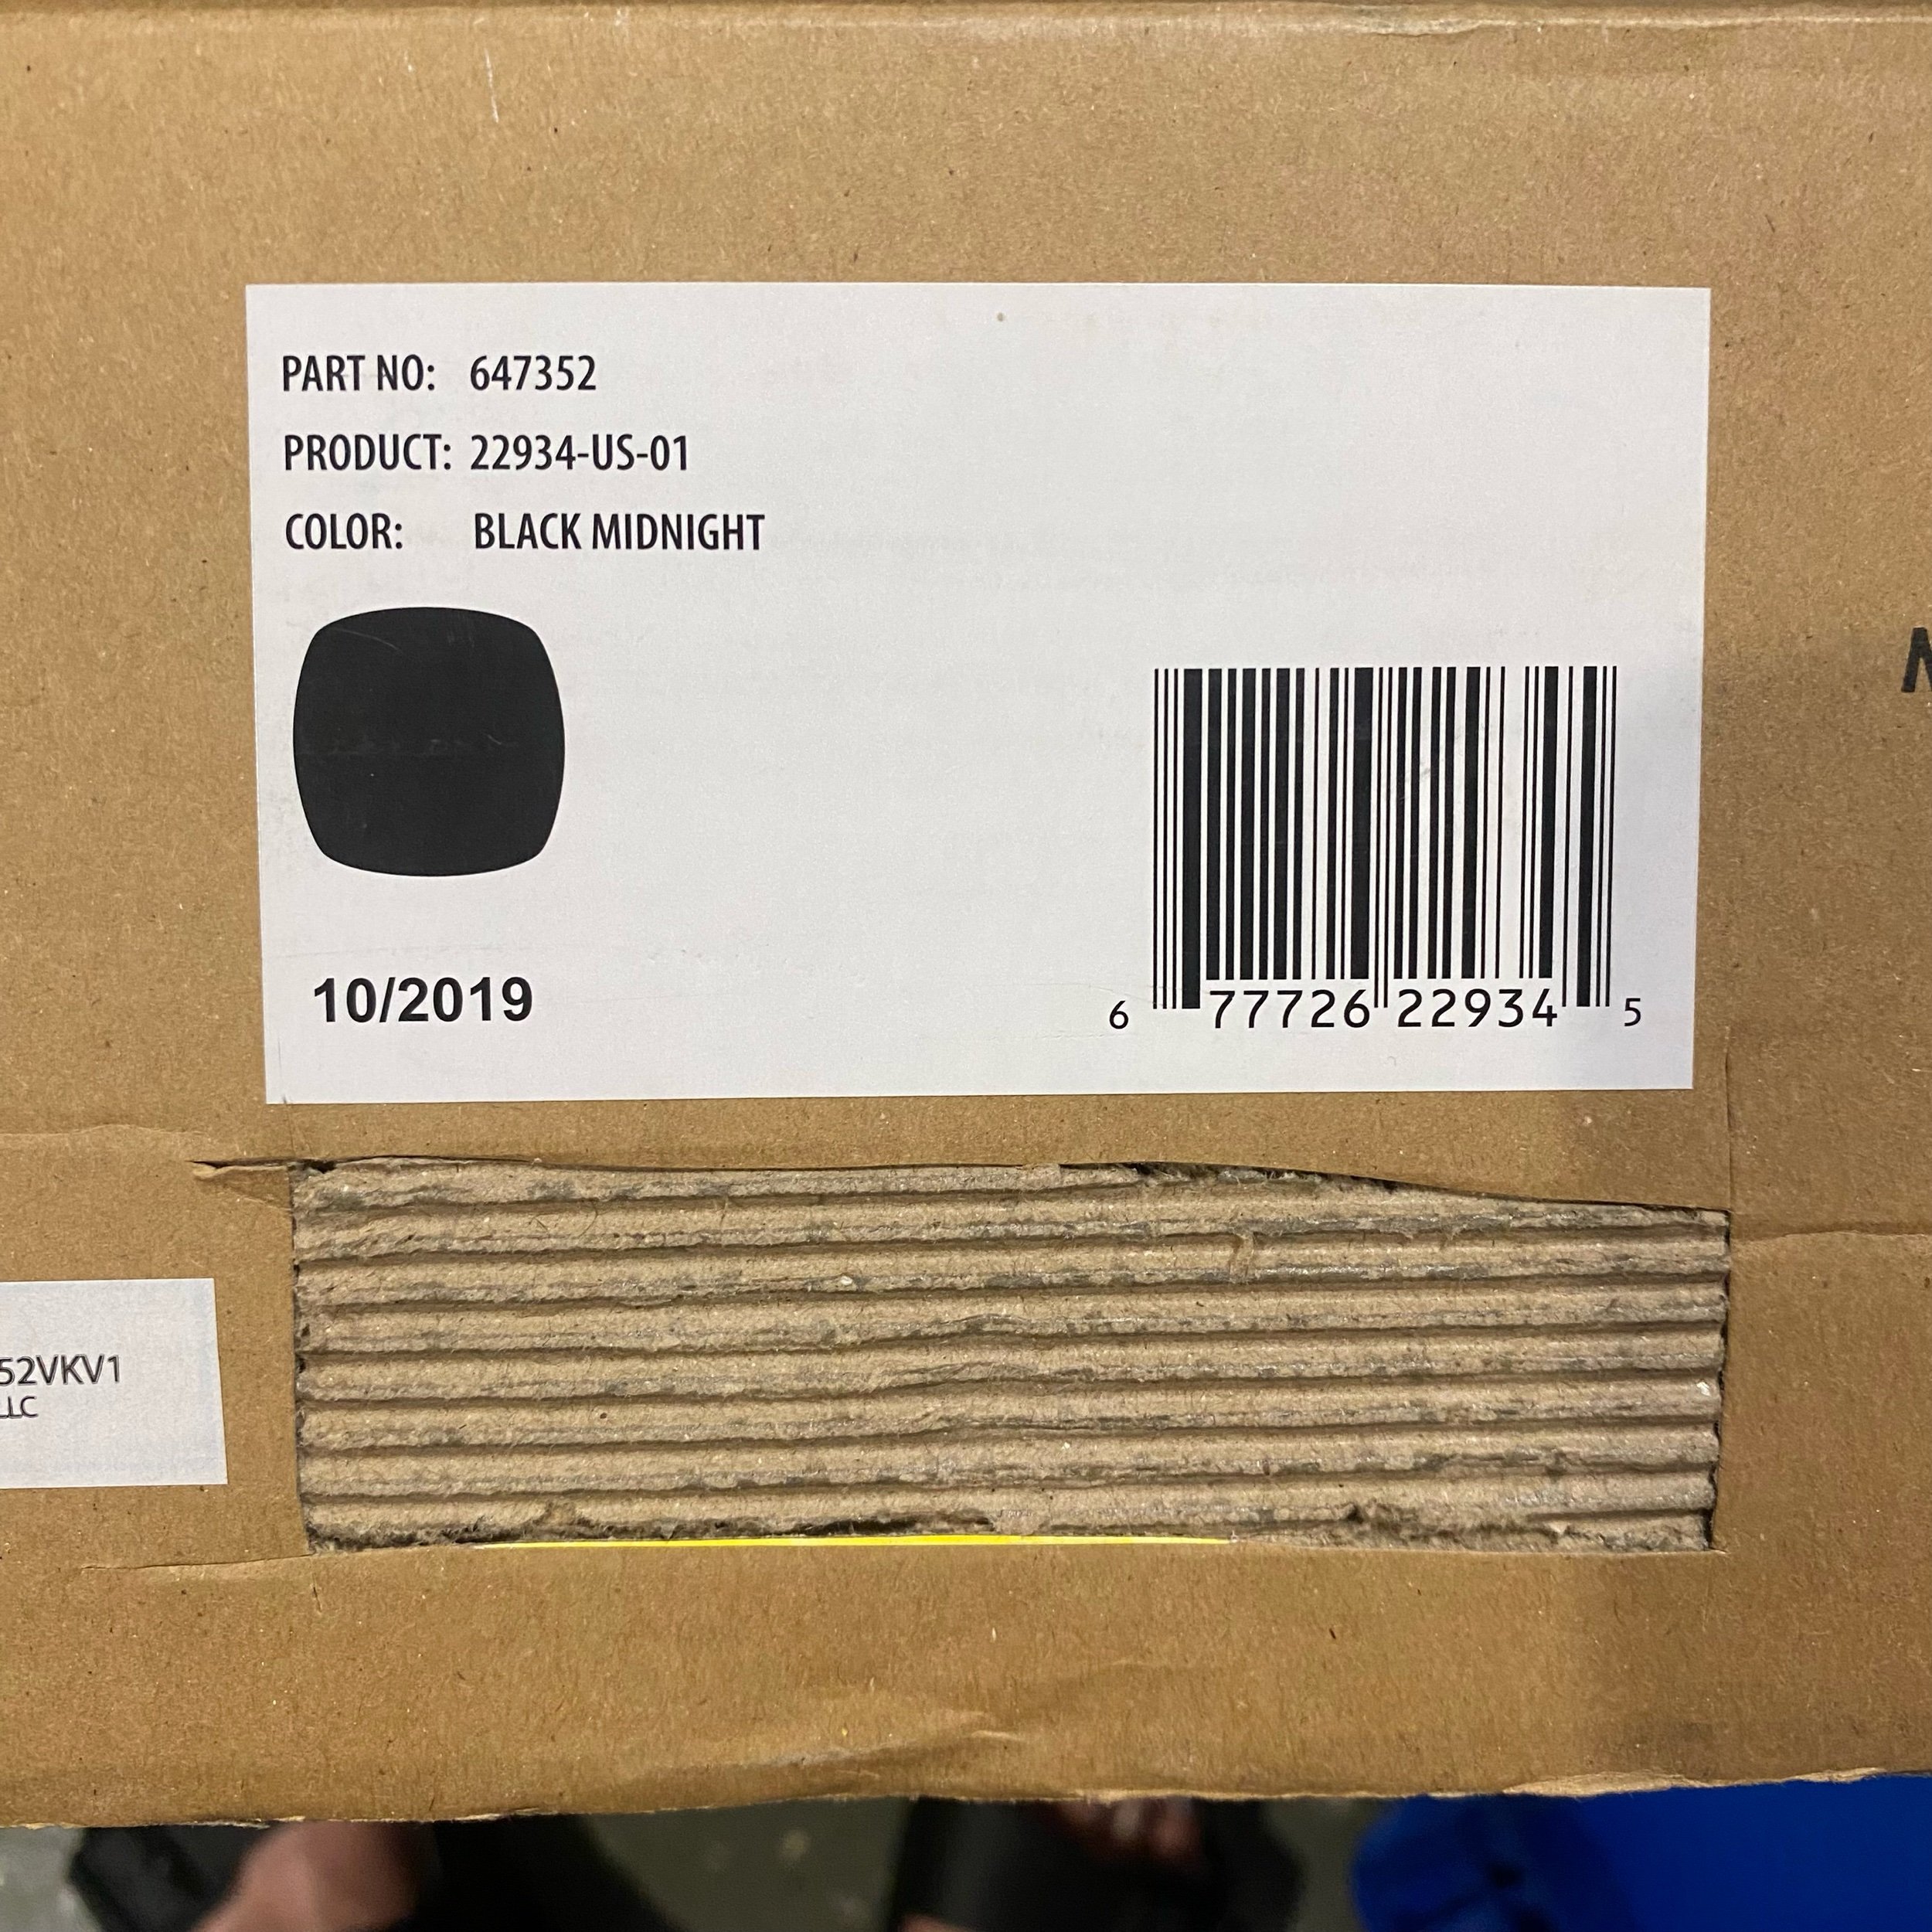 PART NO: 647352
PRODUCT: 22934-US-01
COLOR: BLACK MIDNIGHT
10/2019
6 77726 22934 5
52VKV1
LLC